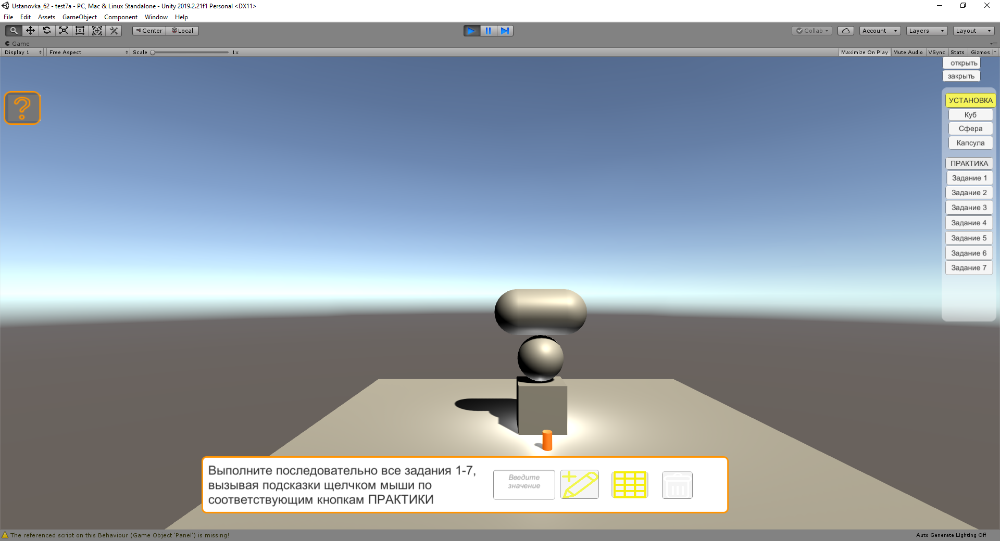 Ustanovka_62 - test7a - PC, Mac & Linux Standalone - Unity 2019.2.21f1 Personal <DX11>
File Edit Assets GameObject Component Window Help
Center Local Collab Account Layers Layout
Game
Display 1 Free Aspect Scale 1x Maximize On Play Mute Audio VSync Stats Gizmos
открыть
закрыть
?
УСТАНОВКА
Куб
Сфера
Капсула
ПРАКТИКА
Задание 1
Задание 2
Задание 3
Задание 4
Задание 5
Задание 6
Задание 7
Выполните последовательно все задания 1-7,
вызывая подсказки щелчком мыши по
соответствующим кнопкам ПРАКТИКИ
Введите
значение
The referenced script on this Behaviour (Game Object 'Panel') is missing!
Auto Generate Lighting Off